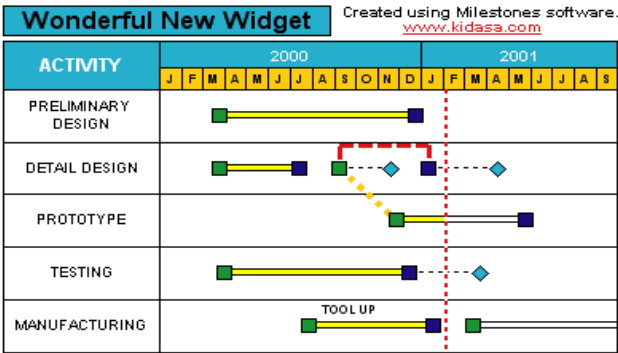 Wonderful New Widget
Created using Milestones software.
www.kidasa.com
ACTIVITY
2000 2001
J F M A M J J A S O N D J F M A M J J A S
PRELIMINARY
DESIGN
DETAIL DESIGN
PROTOTYPE
TESTING
TOOL UP
MANUFACTURING